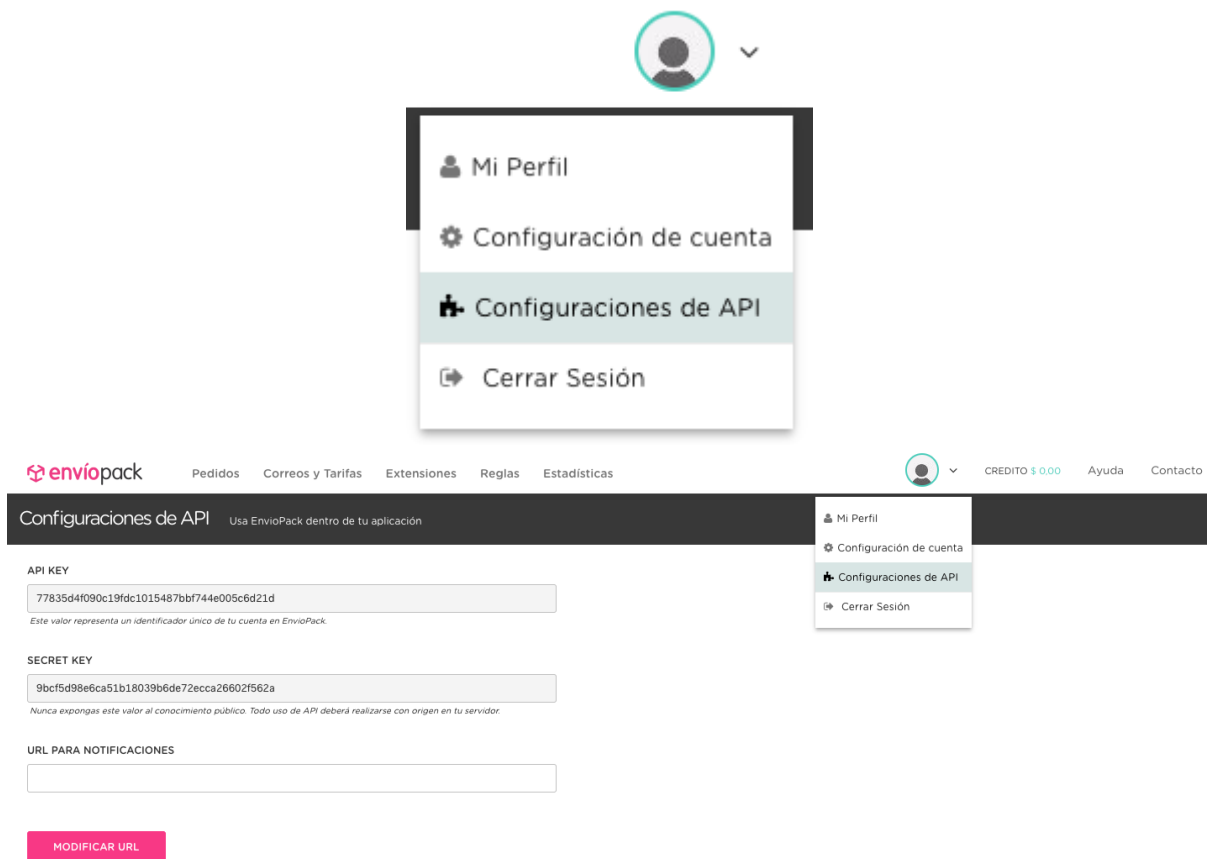 Mi Perfil
Configuración de cuenta
Configuraciones de API
Cerrar Sesión
envíopack
Pedidos Correos y Tarifas Extensiones Reglas Estadísticas CREDITO $ 0,00 Ayuda Contacto
Configuraciones de API Usa EnvioPack dentro de tu aplicación
Mi Perfil
Configuración de cuenta
Configuraciones de API
Cerrar Sesión
API KEY
77835d4f090c19fdc1015487bbf744e005c6d21d
Este valor representa un identificador único de tu cuenta en EnvioPack.
SECRET KEY
9bcf5d98e6ca51b18039b6de72ecca26602f562a
Nunca expongas este valor al conocimiento público. Todo uso de API deberá realizarse con origen en tu servidor.
URL PARA NOTIFICACIONES
MODIFICAR URL